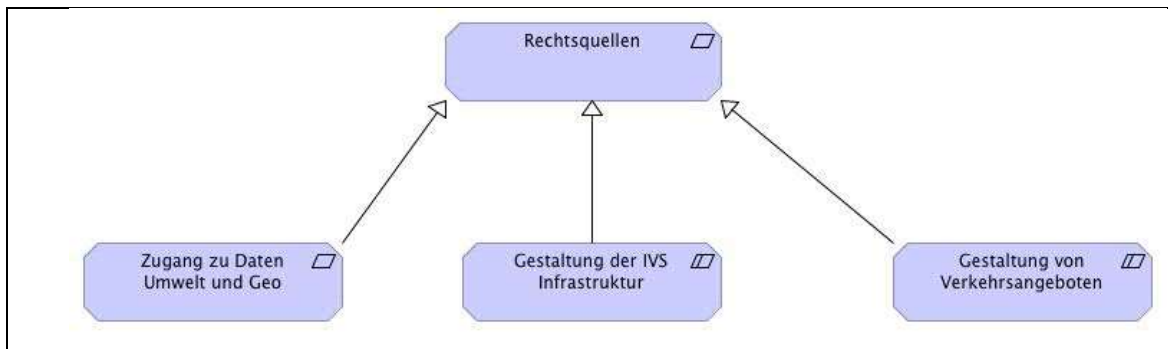 Rechtsquellen
Zugang zu Daten
Umwelt und Geo
Gestaltung der IVS
Infrastruktur
Gestaltung von
Verkehrsangeboten